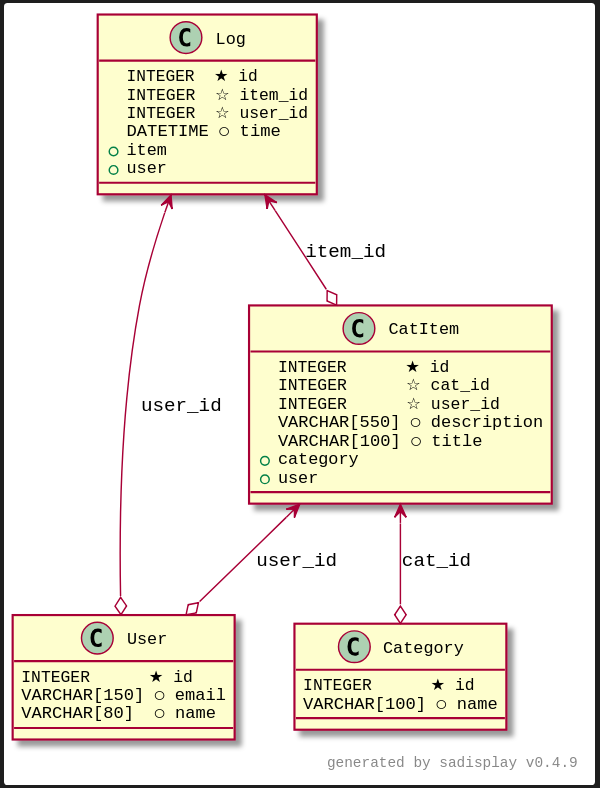 C Log
INTEGER ★ id
INTEGER ☆ item_id
INTEGER ☆ user_id
DATETIME ○ time
○ item
○ user
item_id
C CatItem
INTEGER ★ id
INTEGER ☆ cat_id
INTEGER ☆ user_id
VARCHAR[550] ○ description
VARCHAR[100] ○ title
○ category
○ user
user_id
user_id
cat_id
C User
INTEGER ★ id
VARCHAR[150] ○ email
VARCHAR[80] ○ name
C Category
INTEGER ★ id
VARCHAR[100] ○ name
generated by sadisplay v0.4.9